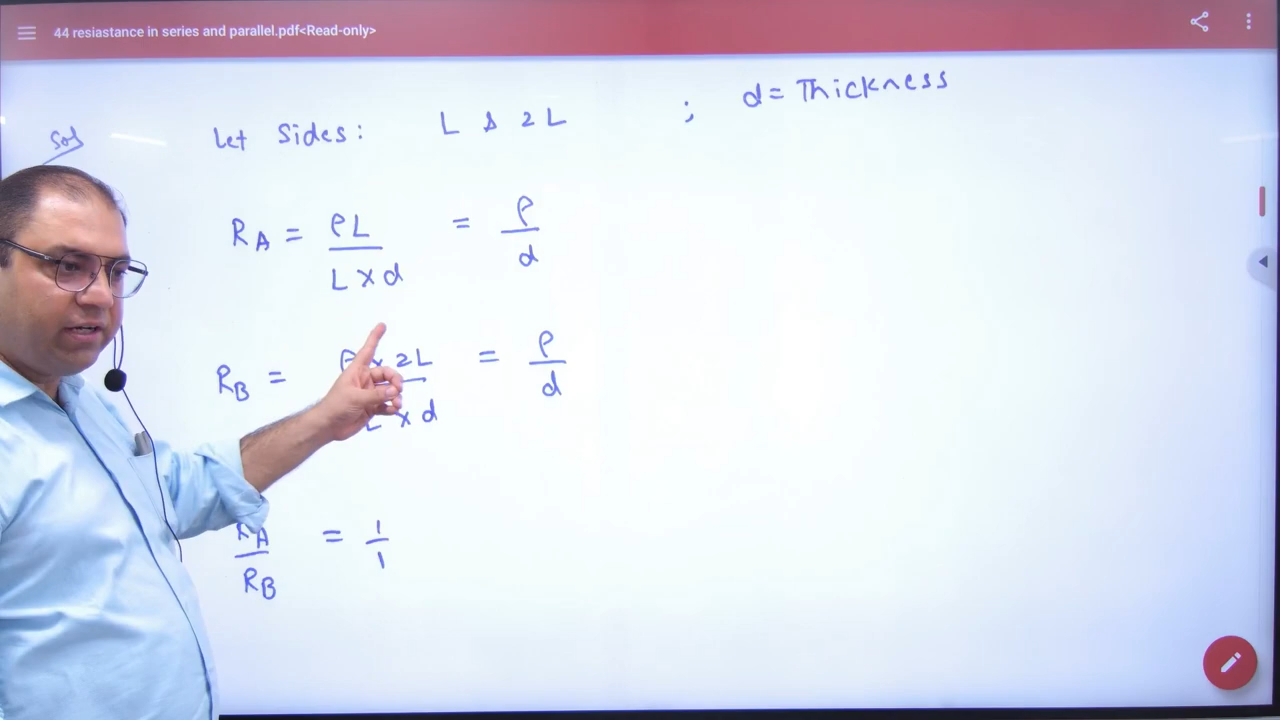 44 resiastance in series and parallel.pdf<Read-only>
d = Thickness
Sol Let Sides: L & 2L ;
R_A = ρL / L × d = ρ / d
R_B = ρ × 2L / L × d = ρ / d
R_A / R_B = 1 / 1